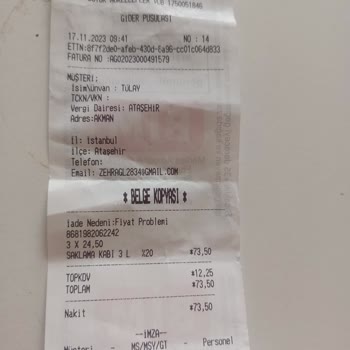 GİDER PUSULASI
17.11.2023 09:41 NO : 14
ETTN:8f7f2de0-afeb-430d-8a96-cc01c064d833
FATURA NO :AG02023000491579
MÜŞTERİ:
İsim\Ünvan : TÜLAY
TCKN/VKN :
Vergi Dairesi: ATAŞEHİR
Adres:AKMAN
İl: İstanbul
İlçe: Ataşehir
Telefon:
Email: ZEHRAGL2834@GMAIL.COM
* BELGE KOPYASI *
İade Nedeni:Fiyat Problemi
8681982062242
3 X 24,50
SAKLAMA KABI 3 L X20 *73,50
TOPKDV *12,25
TOPLAM *73,50
Nakit *73,50
--İMZA--
Müşteri - MS/MSY/GT - Personel